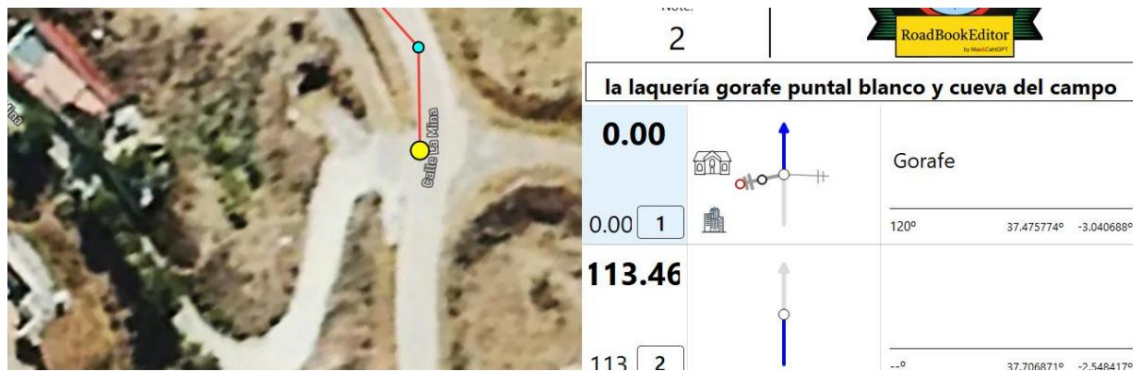 Calle La Mina
Note:
2
RoadBookEditor
la laquería gorafe puntal blanco y cueva del campo
0.00
Gorafe
0.00 1
120º 37.475774º -3.040688º
113.46
113 2
--º 37.706871º -2.548417º